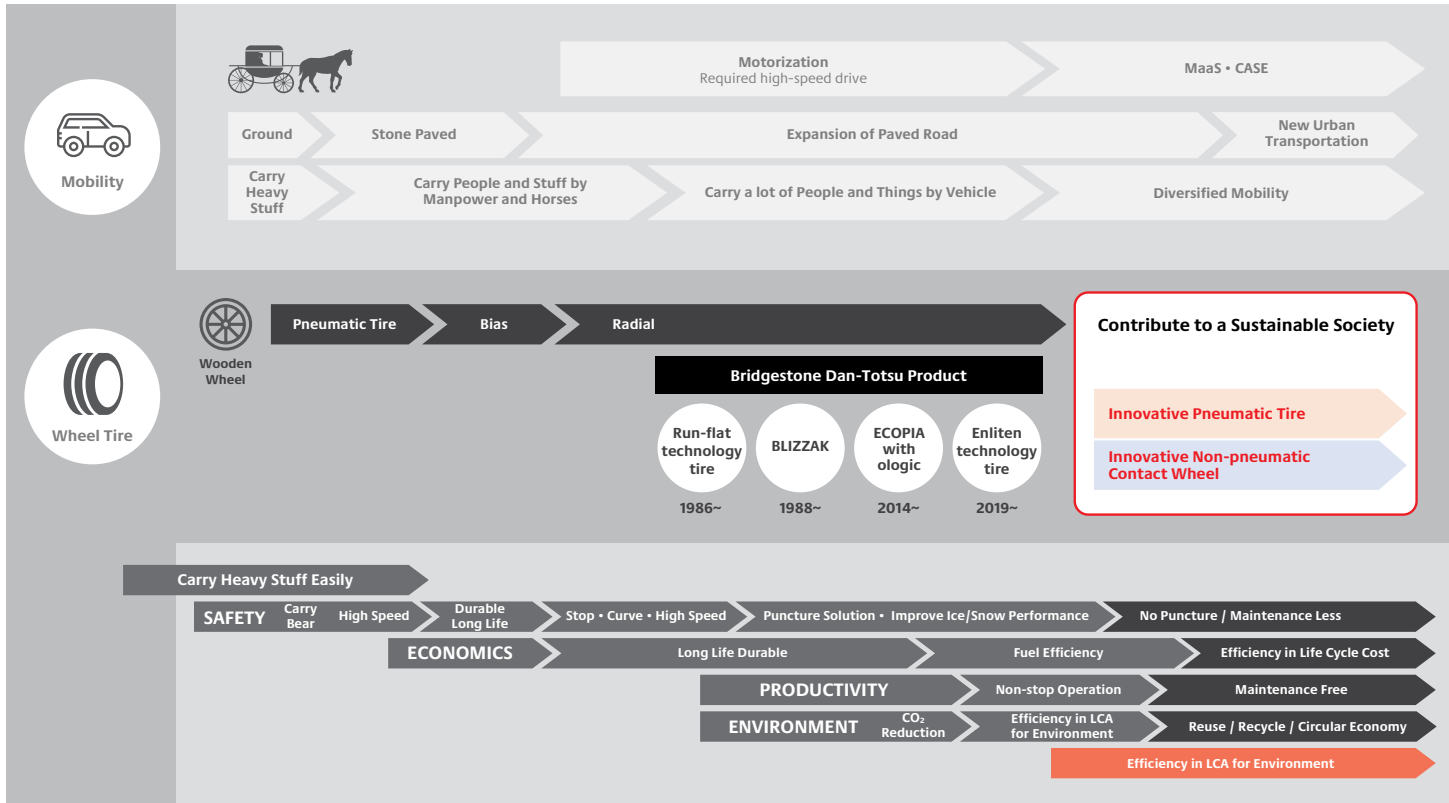 Motorization
Required high-speed drive
MaaS • CASE
Ground
Stone Paved
Expansion of Paved Road
New Urban
Transportation
Mobility
Carry
Heavy
Stuff
Carry People and Stuff by
Manpower and Horses
Carry a lot of People and Things by Vehicle
Diversified Mobility
Wooden
Wheel
Pneumatic Tire
Bias
Radial
Contribute to a Sustainable Society
Bridgestone Dan-Totsu Product
Wheel Tire
Run-flat
technology
tire
BLIZZAK
ECOPIA
with
ologic
Enliten
technology
tire
1986~
1988~
2014~
2019~
Innovative Pneumatic Tire
Innovative Non-pneumatic
Contact Wheel
Carry Heavy Stuff Easily
SAFETY
Carry
Bear
High Speed
Durable
Long Life
Stop • Curve • High Speed
Puncture Solution • Improve Ice/Snow Performance
No Puncture / Maintenance Less
ECONOMICS
Long Life Durable
Fuel Efficiency
Efficiency in Life Cycle Cost
PRODUCTIVITY
Non-stop Operation
Maintenance Free
ENVIRONMENT
CO₂
Reduction
Efficiency in LCA
for Environment
Reuse / Recycle / Circular Economy
Efficiency in LCA for Environment